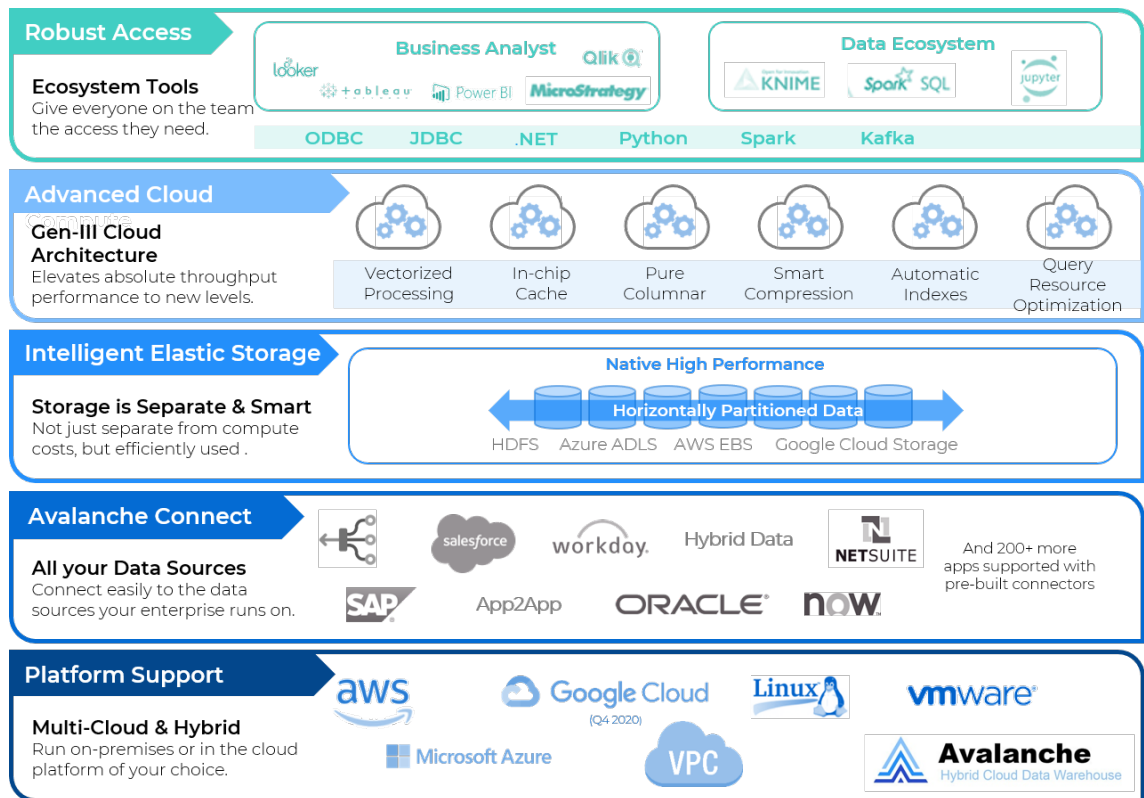 Robust Access
Ecosystem Tools
Give everyone on the team
the access they need.
Business Analyst
looker
Qlik
+ableau
Power BI
MicroStrategy
Data Ecosystem
KNIME
Spark SQL
jupyter
ODBC JDBC .NET Python Spark Kafka
Advanced Cloud
Compute
Gen-III Cloud
Architecture
Elevates absolute throughput
performance to new levels.
Vectorized
Processing
In-chip
Cache
Pure
Columnar
Smart
Compression
Automatic
Indexes
Query
Resource
Optimization
Intelligent Elastic Storage
Storage is Separate & Smart
Not just separate from compute
costs, but efficiently used .
Native High Performance
Horizontally Partitioned Data
HDFS Azure ADLS AWS EBS Google Cloud Storage
Avalanche Connect
All your Data Sources
Connect easily to the data
sources your enterprise runs on.
salesforce
workday.
Hybrid Data
NETSUITE
SAP
App2App
ORACLE
now
And 200+ more
apps supported with
pre-built connectors
Platform Support
Multi-Cloud & Hybrid
Run on-premises or in the cloud
platform of your choice.
aws
Google Cloud
(Q4 2020)
Linux
vmware
Microsoft Azure
VPC
Avalanche
Hybrid Cloud Data Warehouse